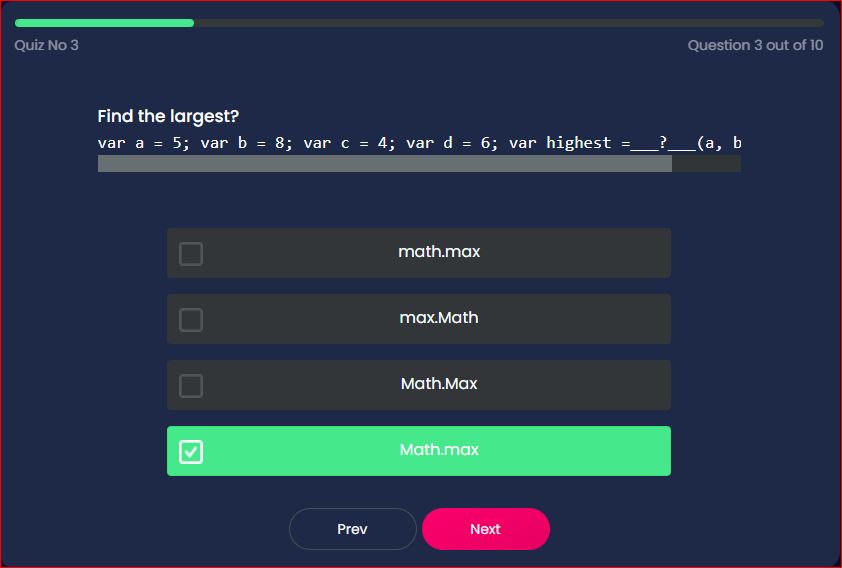 Quiz No 3
Question 3 out of 10
Find the largest?
var a = 5; var b = 8; var c = 4; var d = 6; var highest =___?___(a, b
math.max
max.Math
Math.Max
Math.max
Prev
Next